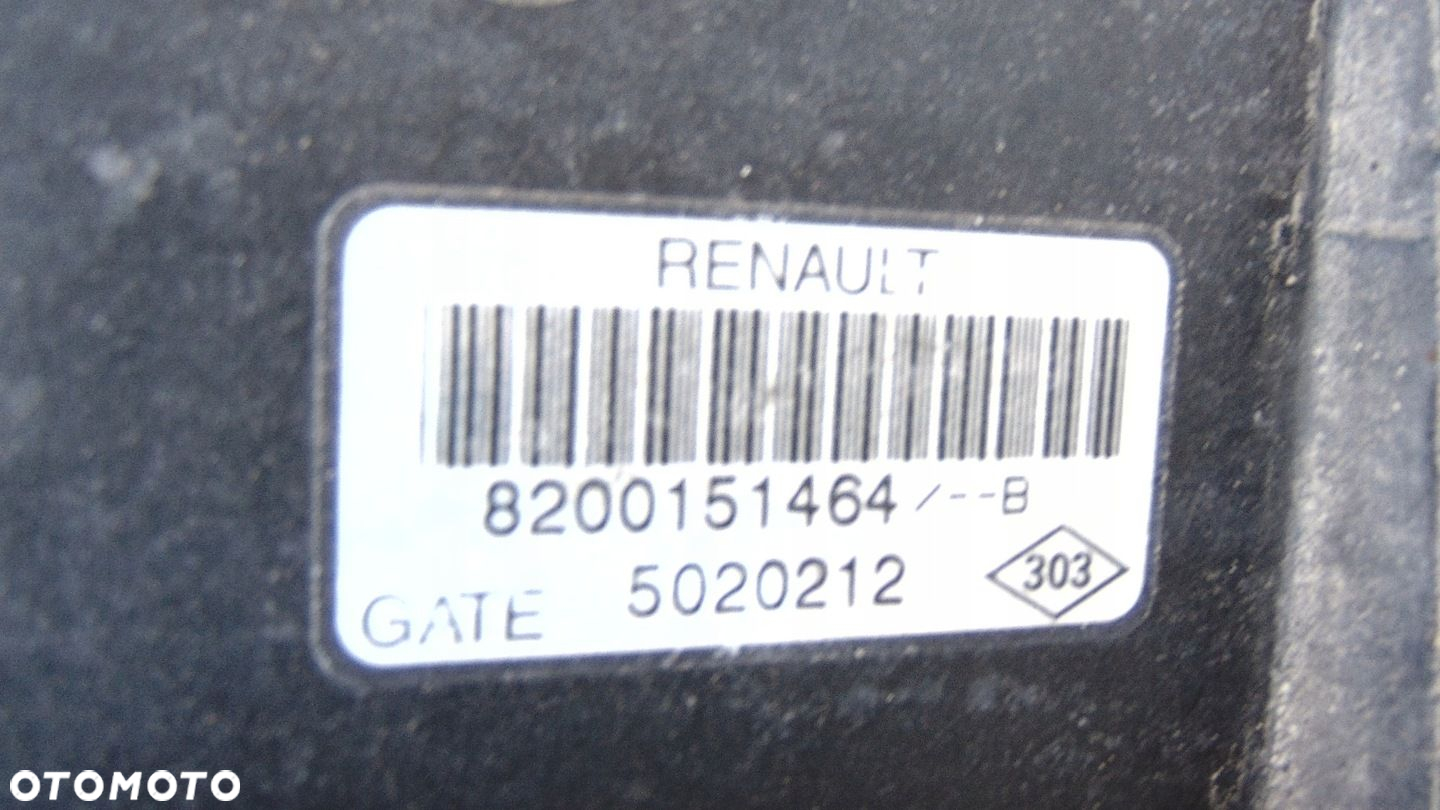 RENAULT
8200151464/--B
GATE 5020212 303
OTOMOTO